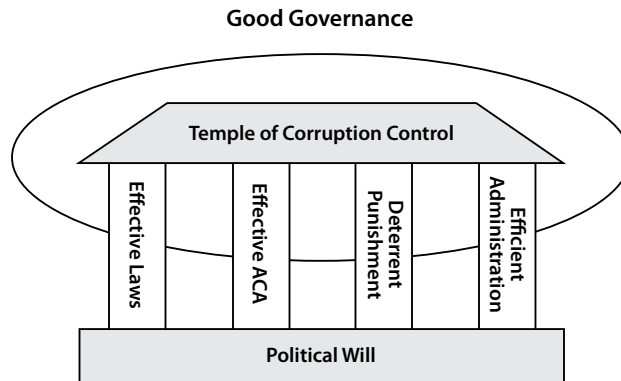 Good Governance
Temple of Corruption Control
Effective Laws
Effective ACA
Deterrent
Punishment
Efficient
Administration
Political Will